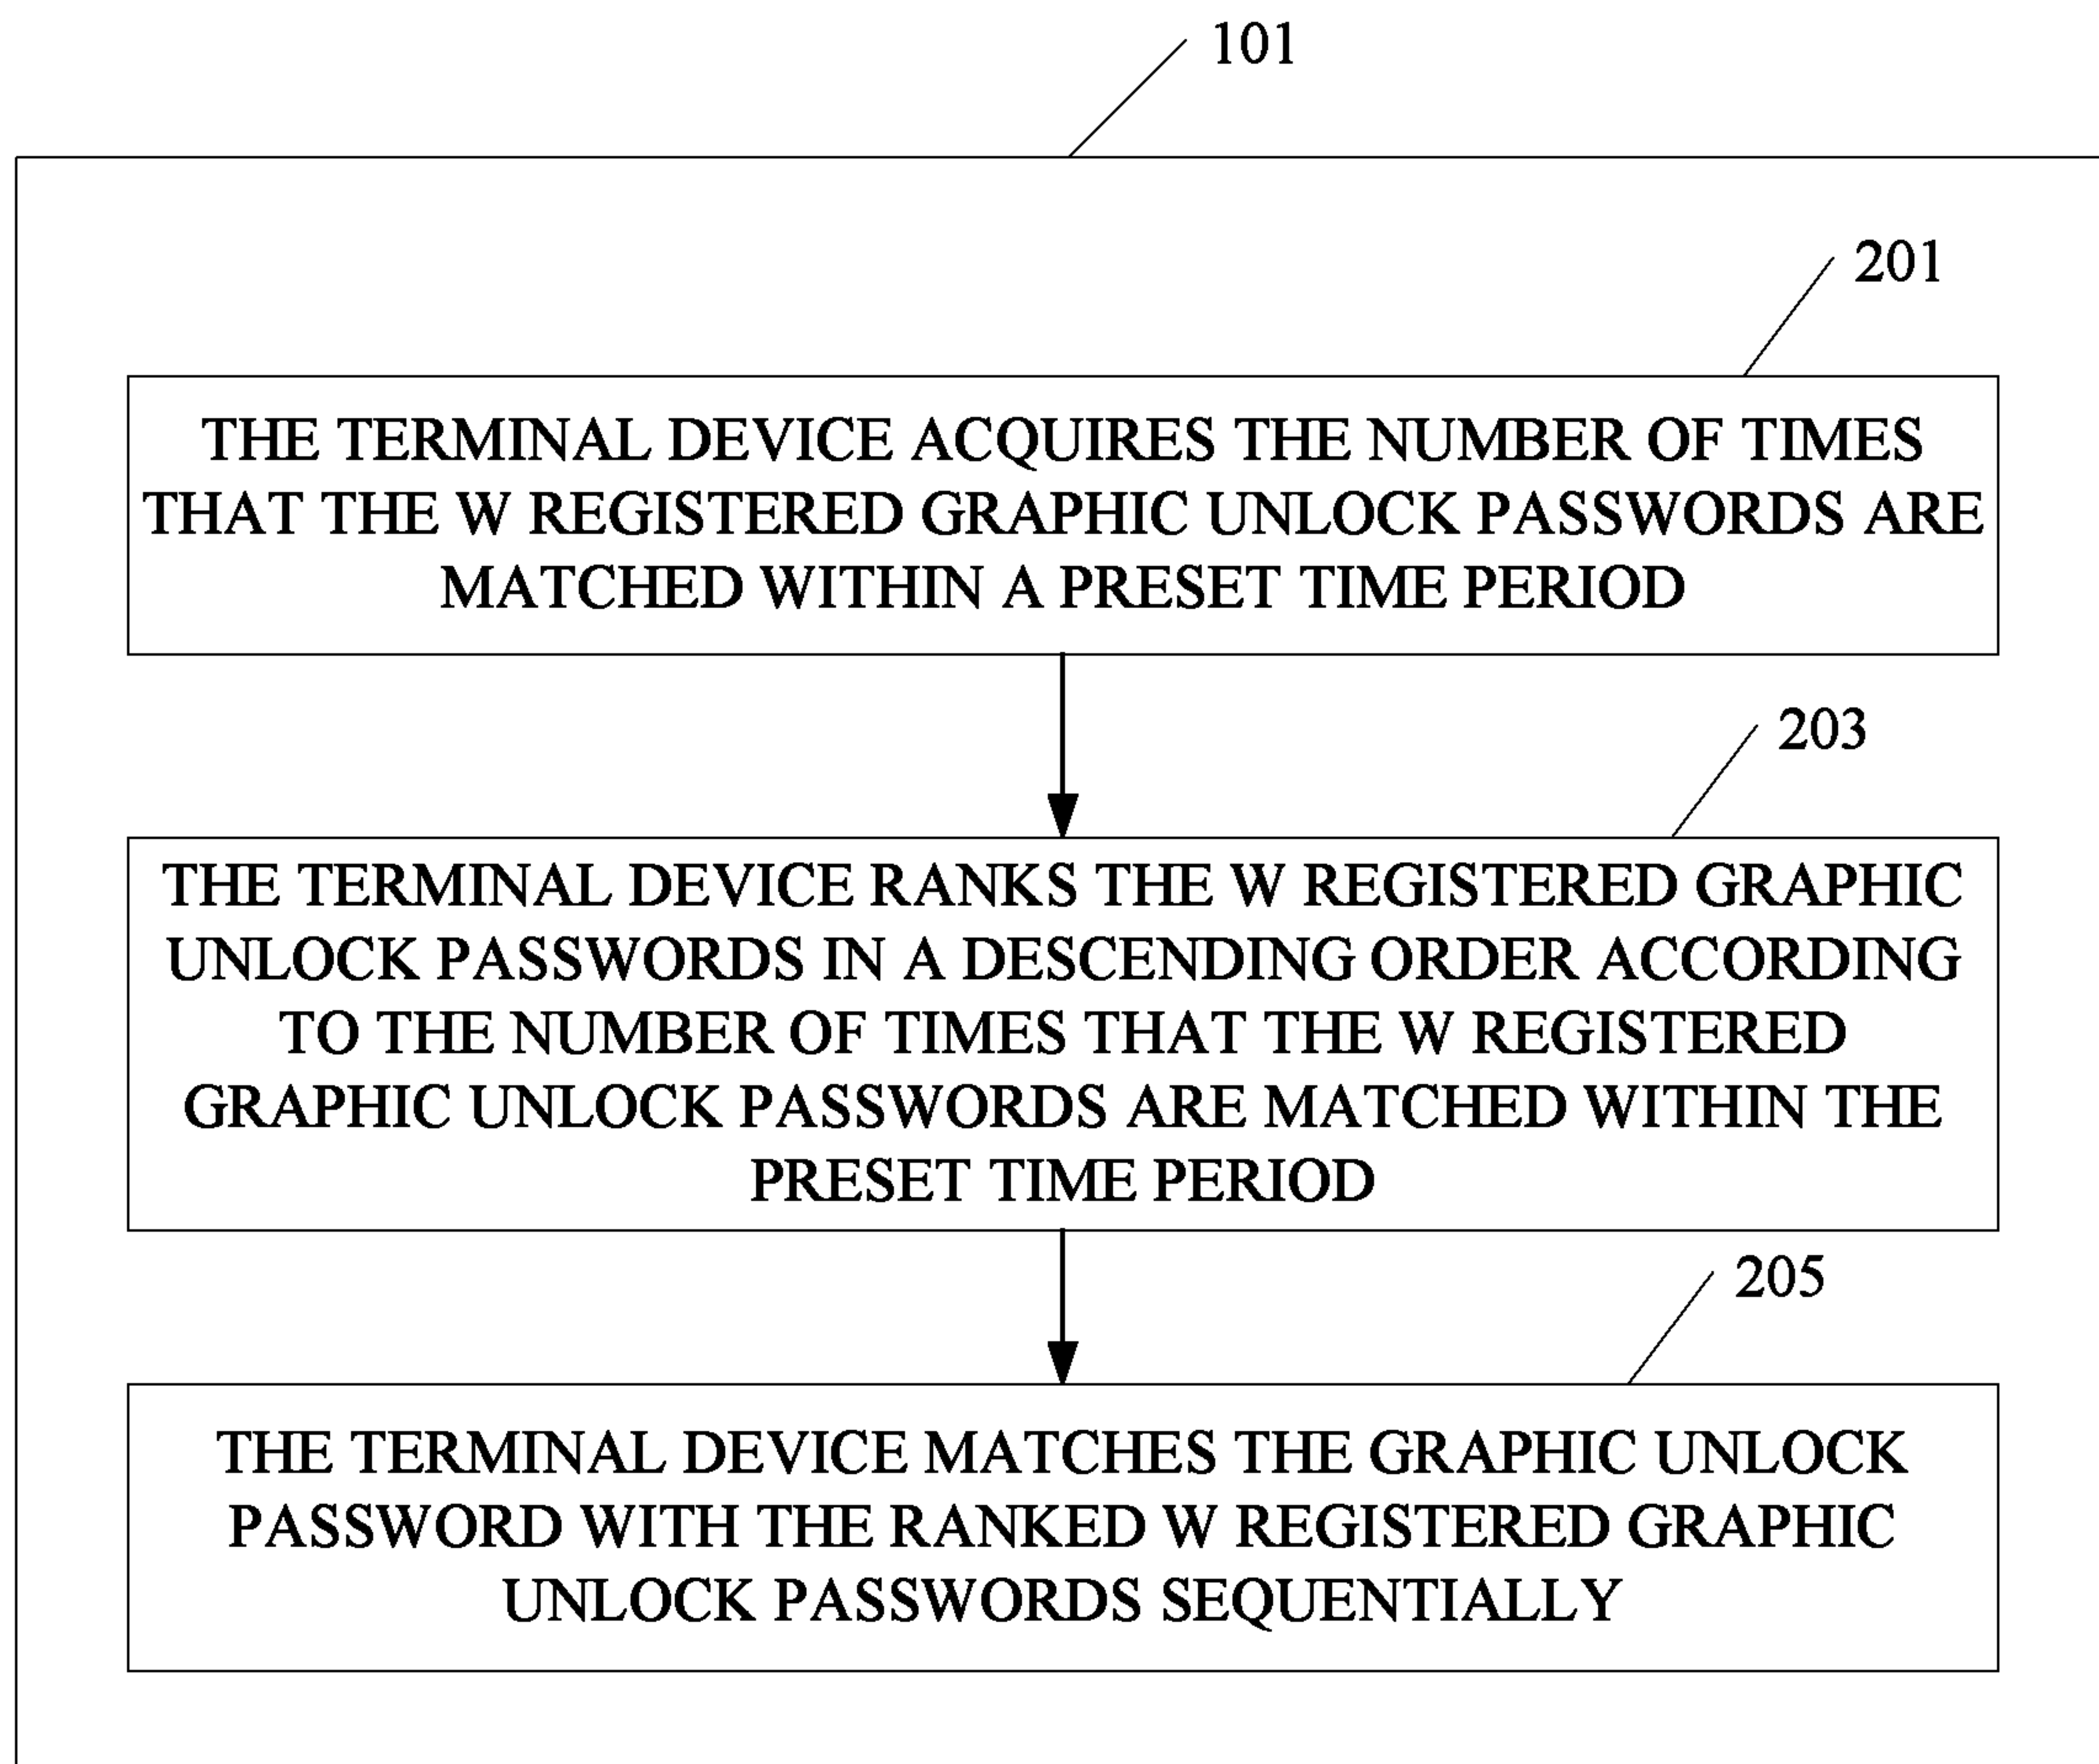 101
201
THE TERMINAL DEVICE ACQUIRES THE NUMBER OF TIMES
THAT THE W REGISTERED GRAPHIC UNLOCK PASSWORDS ARE
MATCHED WITHIN A PRESET TIME PERIOD
203
THE TERMINAL DEVICE RANKS THE W REGISTERED GRAPHIC
UNLOCK PASSWORDS IN A DESCENDING ORDER ACCORDING
TO THE NUMBER OF TIMES THAT THE W REGISTERED
GRAPHIC UNLOCK PASSWORDS ARE MATCHED WITHIN THE
PRESET TIME PERIOD
205
THE TERMINAL DEVICE MATCHES THE GRAPHIC UNLOCK
PASSWORD WITH THE RANKED W REGISTERED GRAPHIC
UNLOCK PASSWORDS SEQUENTIALLY